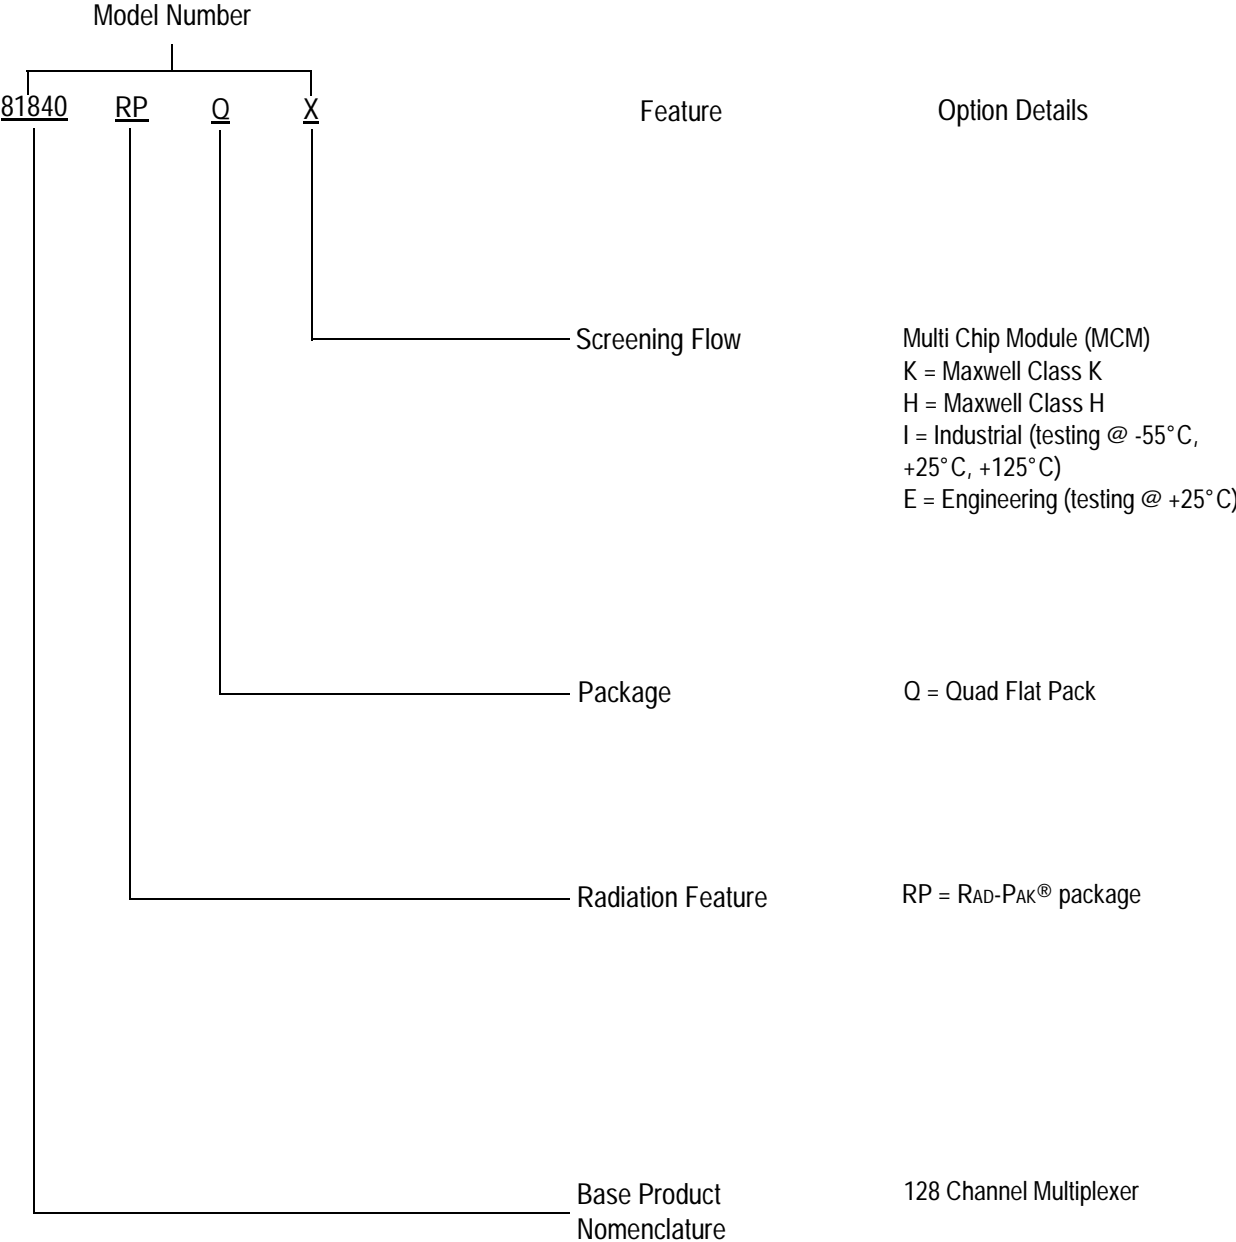 Model Number
81840 RP Q X Feature Option Details
Screening Flow
Multi Chip Module (MCM)
K = Maxwell Class K
H = Maxwell Class H
I = Industrial (testing @ -55°C,
+25°C, +125°C)
E = Engineering (testing @ +25°C)
Package
Q = Quad Flat Pack
Radiation Feature
RP = RAD-PAK® package
Base Product
Nomenclature
128 Channel Multiplexer